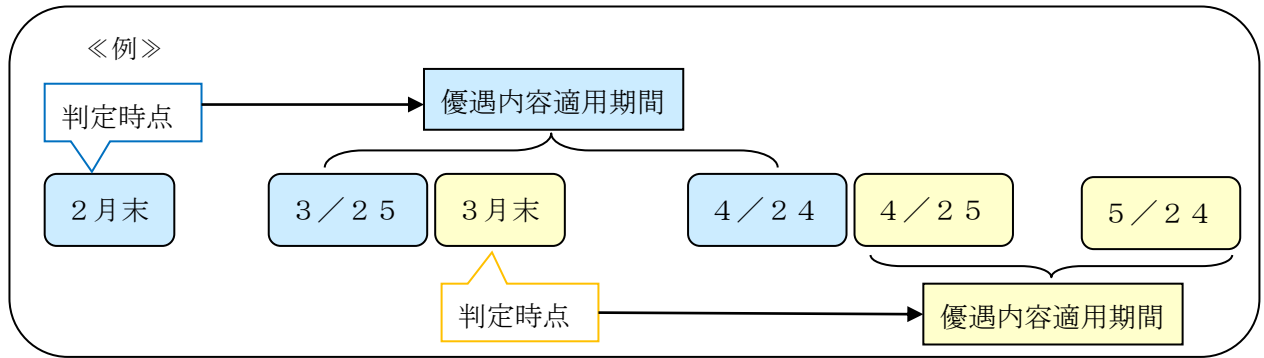 ≪例≫
判定時点
優遇内容適用期間
２月末
３／２５
３月末
４／２４
４／２５
５／２４
判定時点
優遇内容適用期間